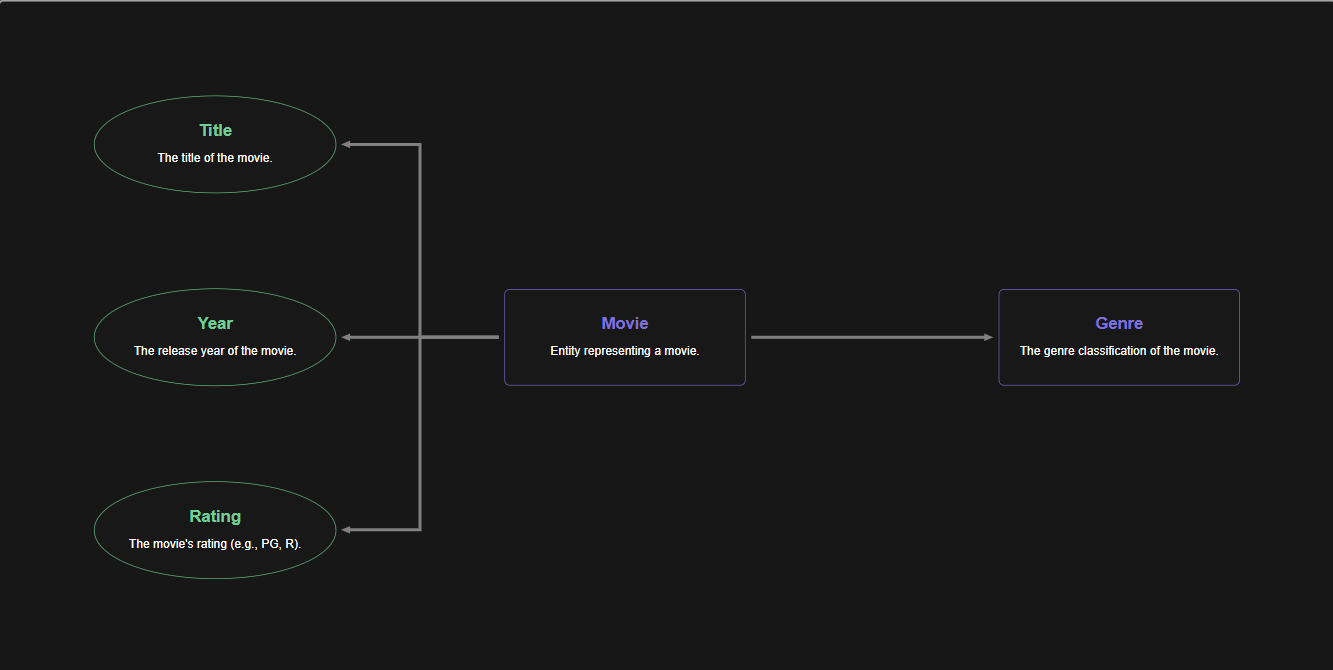 Title
The title of the movie.
Year
The release year of the movie.
Rating
The movie's rating (e.g., PG, R).
Movie
Entity representing a movie.
Genre
The genre classification of the movie.